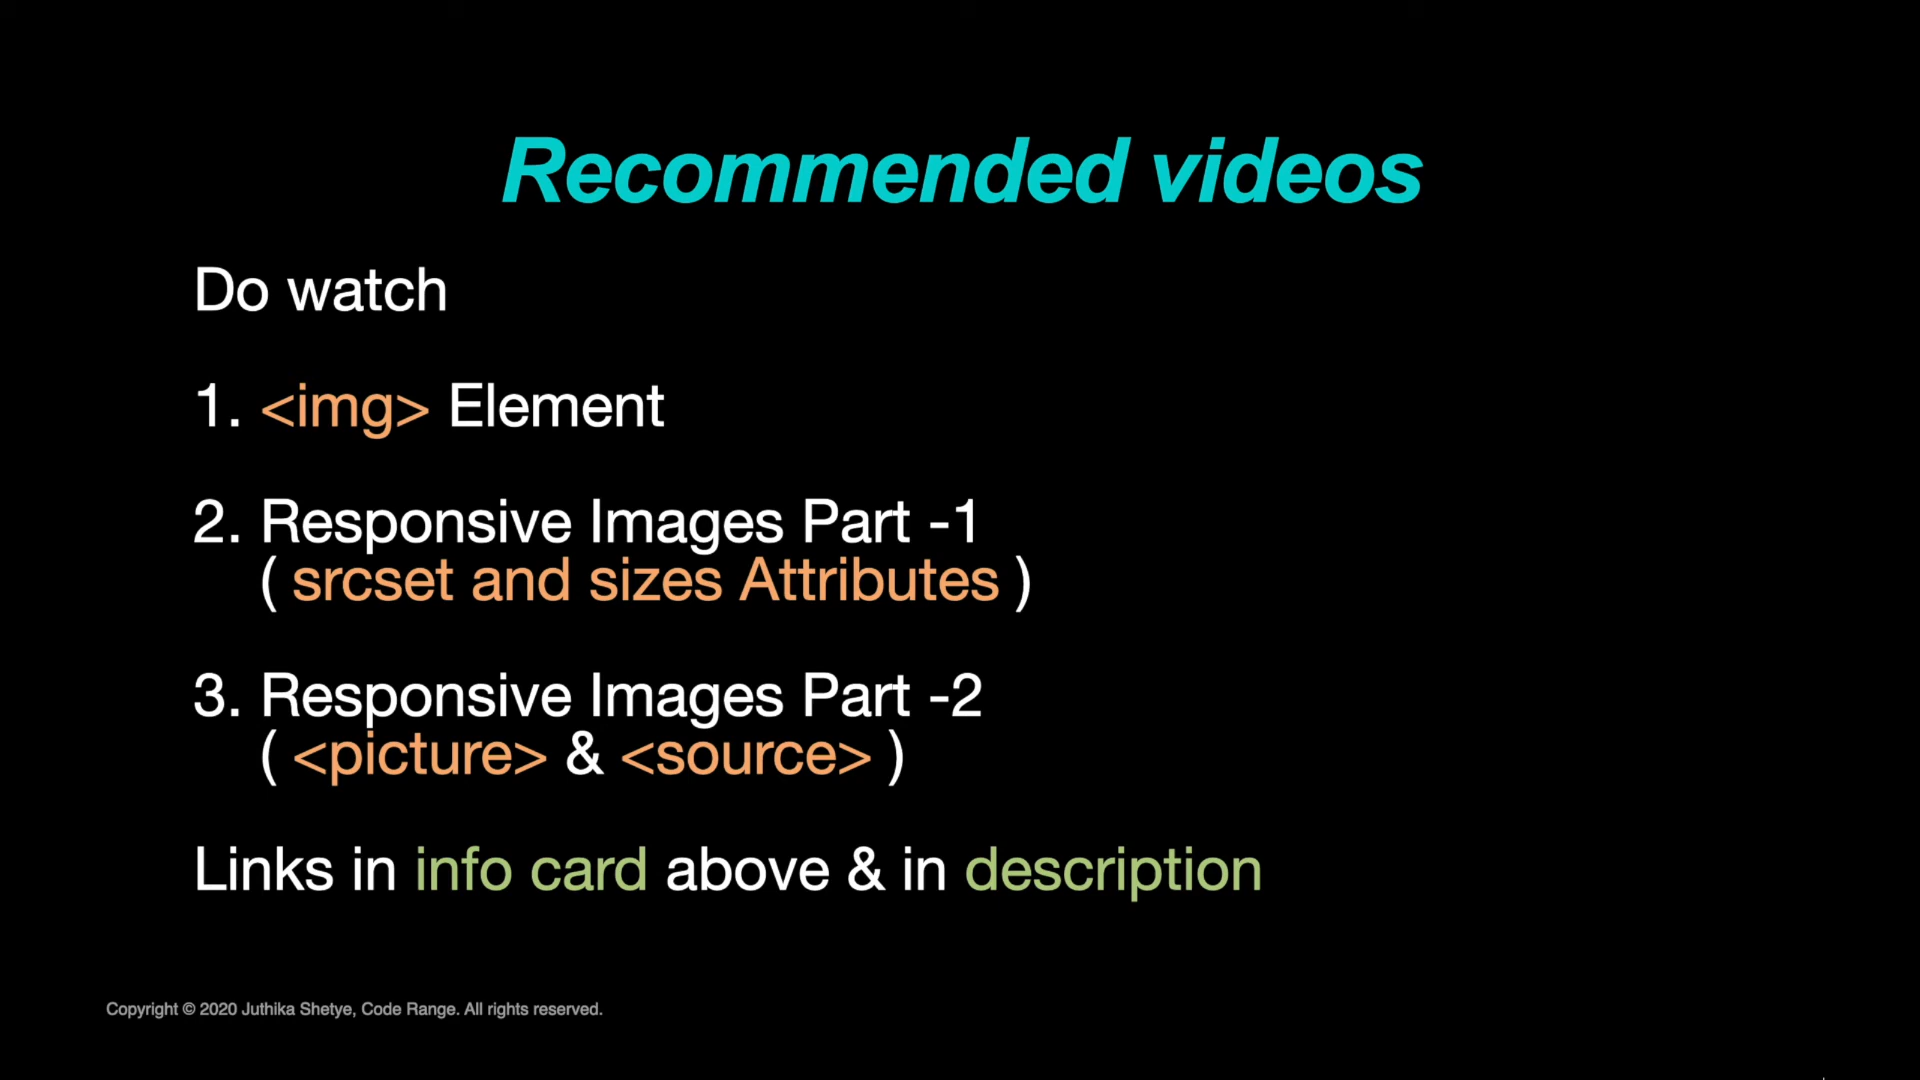 Recommended videos
Do watch
1. <img> Element
2. Responsive Images Part -1
( srcset and sizes Attributes )
3. Responsive Images Part -2
( <picture> & <source> )
Links in info card above & in description
Copyright © 2020 Juthika Shetye, Code Range. All rights reserved.